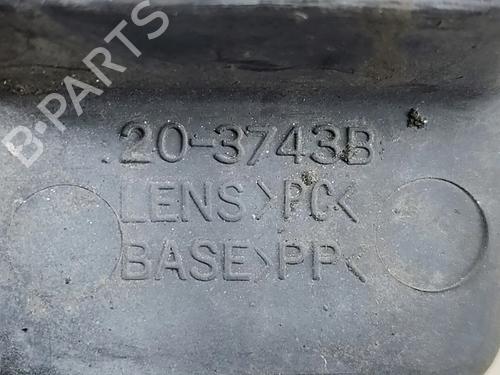 B-PARTS
20-3743B
LENS>PC<
BASE>PP<